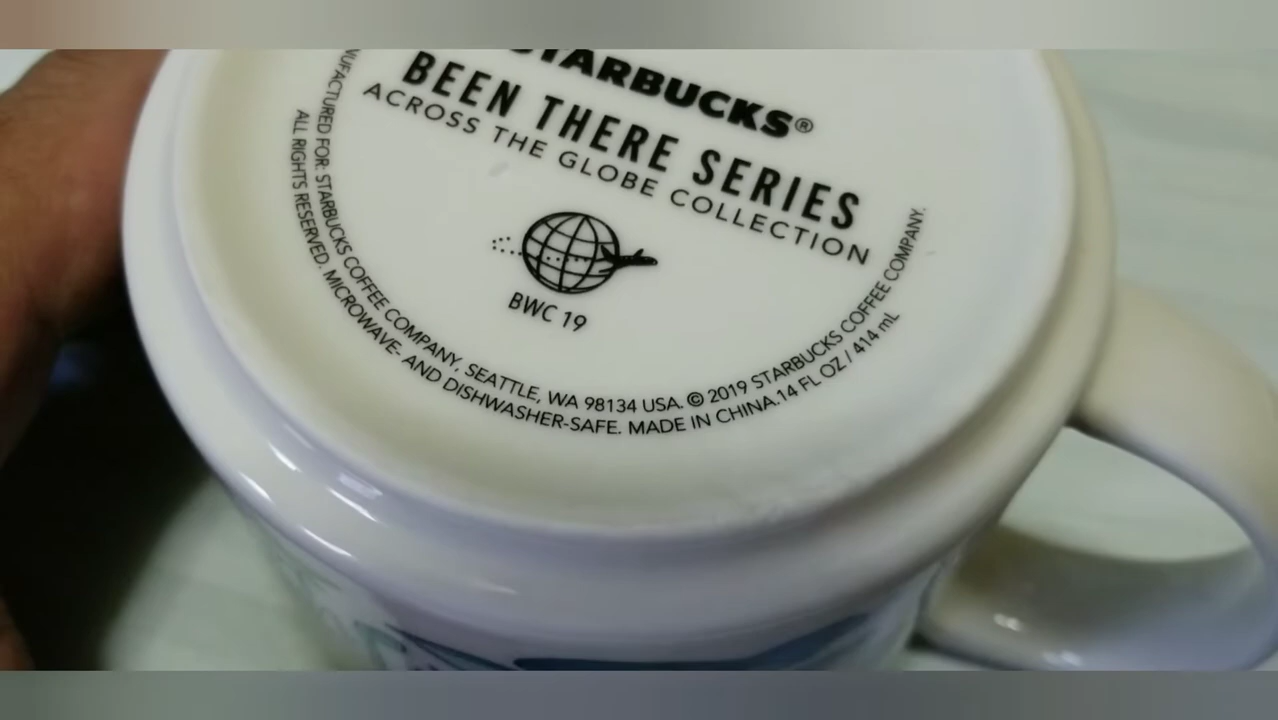 STARBUCKS®
BEEN THERE SERIES
ACROSS THE GLOBE COLLECTION
BWC 19
UFACTURED FOR: STARBUCKS COFFEE COMPANY, SEATTLE, WA 98134 USA. © 2019 STARBUCKS COFFEE COMPANY.
ALL RIGHTS RESERVED. MICROWAVE- AND DISHWASHER-SAFE. MADE IN CHINA.14 FL OZ / 414 mL